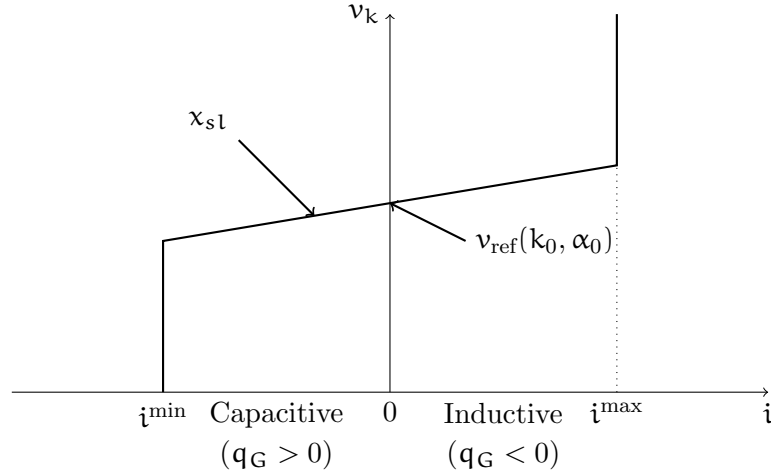 v_k
x_sl
v_ref(k_0, α_0)
i^min Capacitive 0 Inductive i^max i
(q_G > 0) (q_G < 0)